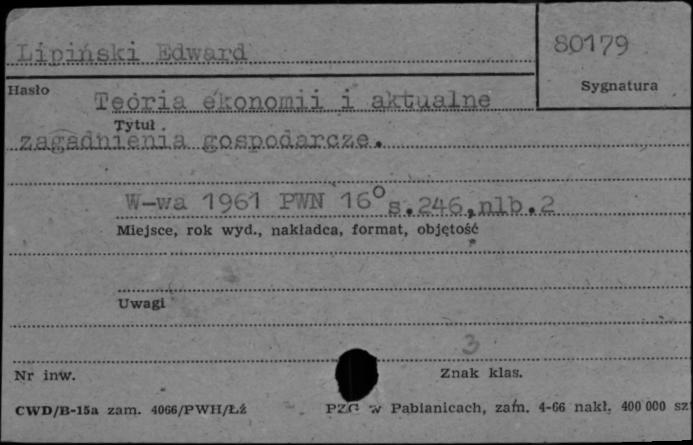 Lipiński Edward
80179
Hasło
Sygnatura
Teoria ekonomii i aktualne
Tytuł
zagadnienia gospodarcze.
W-wa 1961 PWN 16° s.246,nlb.2
Miejsce, rok wyd., nakładca, format, objętość
Uwagi
3
Nr inw.
Znak klas.
CWD/B-15a zam. 4066/PWH/Łź
PZG w Pabianicach, zam. 4-66 nakł. 400 000 sz